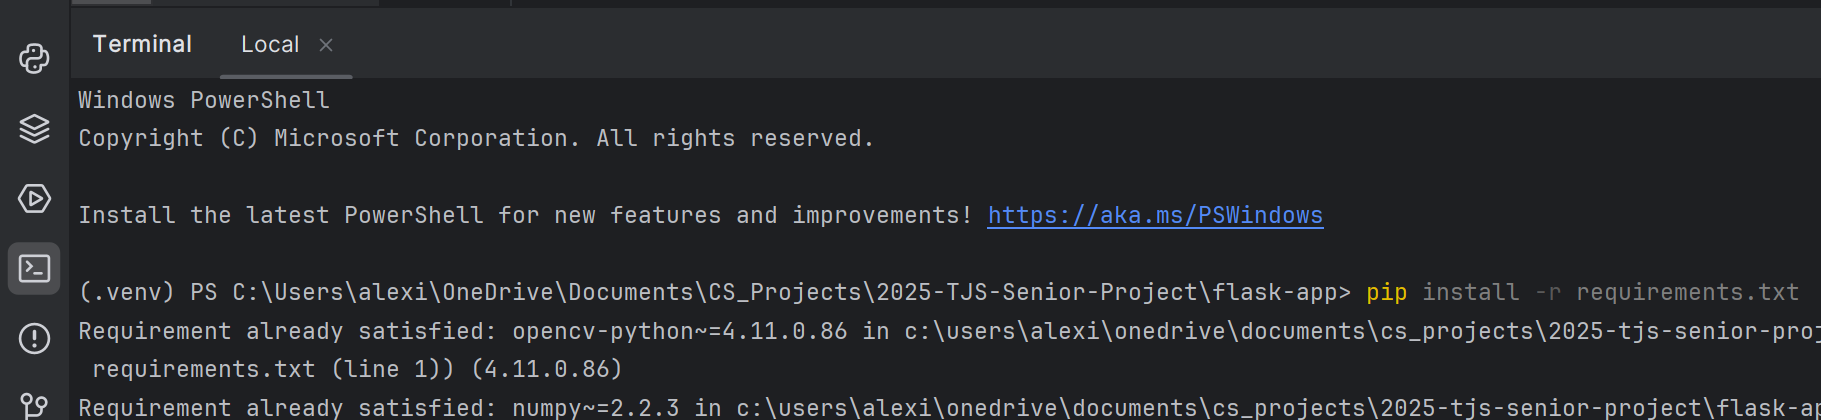 Terminal Local
Windows PowerShell
Copyright (C) Microsoft Corporation. All rights reserved.
Install the latest PowerShell for new features and improvements! https://aka.ms/PSWindows
(.venv) PS C:\Users\alexi\OneDrive\Documents\CS_Projects\2025-TJS-Senior-Project\flask-app> pip install -r requirements.txt
Requirement already satisfied: opencv-python~=4.11.0.86 in c:\users\alexi\onedrive\documents\cs_projects\2025-tjs-senior-proj
requirements.txt (line 1)) (4.11.0.86)
Requirement already satisfied: numpy~=2.2.3 in c:\users\alexi\onedrive\documents\cs_projects\2025-tjs-senior-project\flask-ap